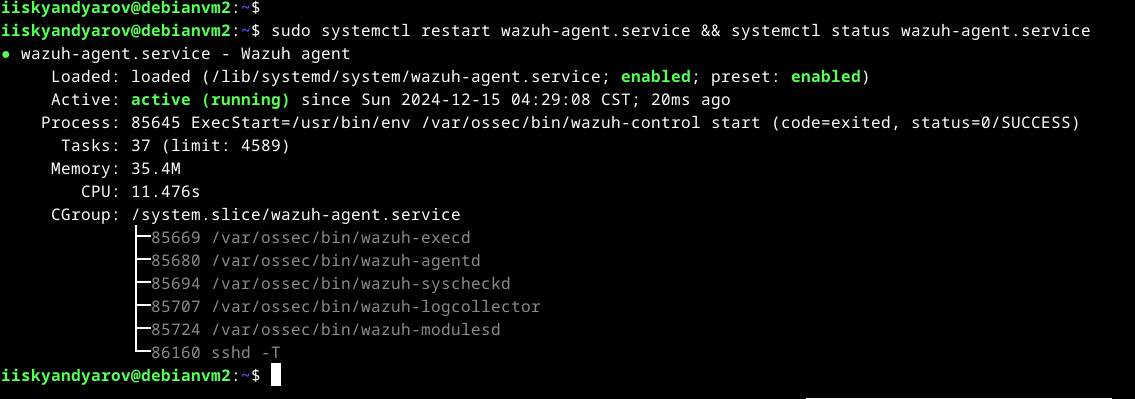 iiskyandyarov@debianvm2:~$
iiskyandyarov@debianvm2:~$ sudo systemctl restart wazuh-agent.service && systemctl status wazuh-agent.service
● wazuh-agent.service - Wazuh agent
     Loaded: loaded (/lib/systemd/system/wazuh-agent.service; enabled; preset: enabled)
     Active: active (running) since Sun 2024-12-15 04:29:08 CST; 20ms ago
    Process: 85645 ExecStart=/usr/bin/env /var/ossec/bin/wazuh-control start (code=exited, status=0/SUCCESS)
      Tasks: 37 (limit: 4589)
     Memory: 35.4M
        CPU: 11.476s
     CGroup: /system.slice/wazuh-agent.service
             ├─85669 /var/ossec/bin/wazuh-execd
             ├─85680 /var/ossec/bin/wazuh-agentd
             ├─85694 /var/ossec/bin/wazuh-syscheckd
             ├─85707 /var/ossec/bin/wazuh-logcollector
             ├─85724 /var/ossec/bin/wazuh-modulesd
             └─86160 sshd -T
iiskyandyarov@debianvm2:~$